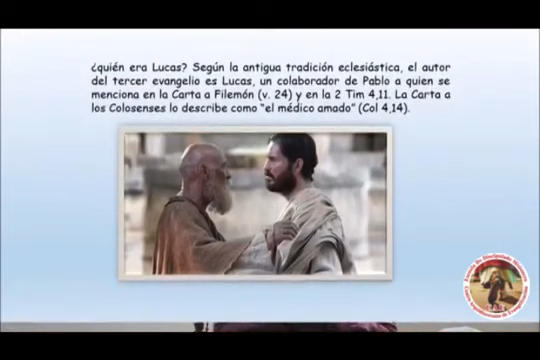 ¿quién era Lucas? Según la antigua tradición eclesiástica, el autor
del tercer evangelio es Lucas, un colaborador de Pablo a quien se
menciona en la Carta a Filemón (v. 24) y en la 2 Tim 4,11. La Carta a
los Colosenses lo describe como “el médico amado” (Col 4,14).